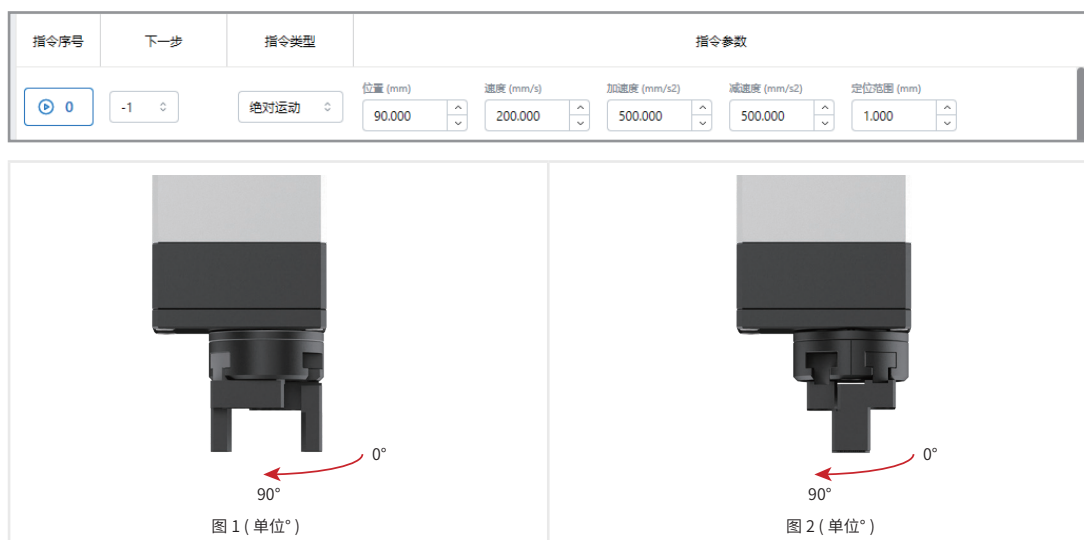 指令序号 下一步 指令类型 指令参数
位置 (mm) 速度 (mm/s) 加速度 (mm/s2) 减速度 (mm/s2) 定位范围 (mm)
0 -1 绝对运动 90.000 200.000 500.000 500.000 1.000
0° 0°
90° 90°
图 1 ( 单位° ) 图 2 ( 单位° )